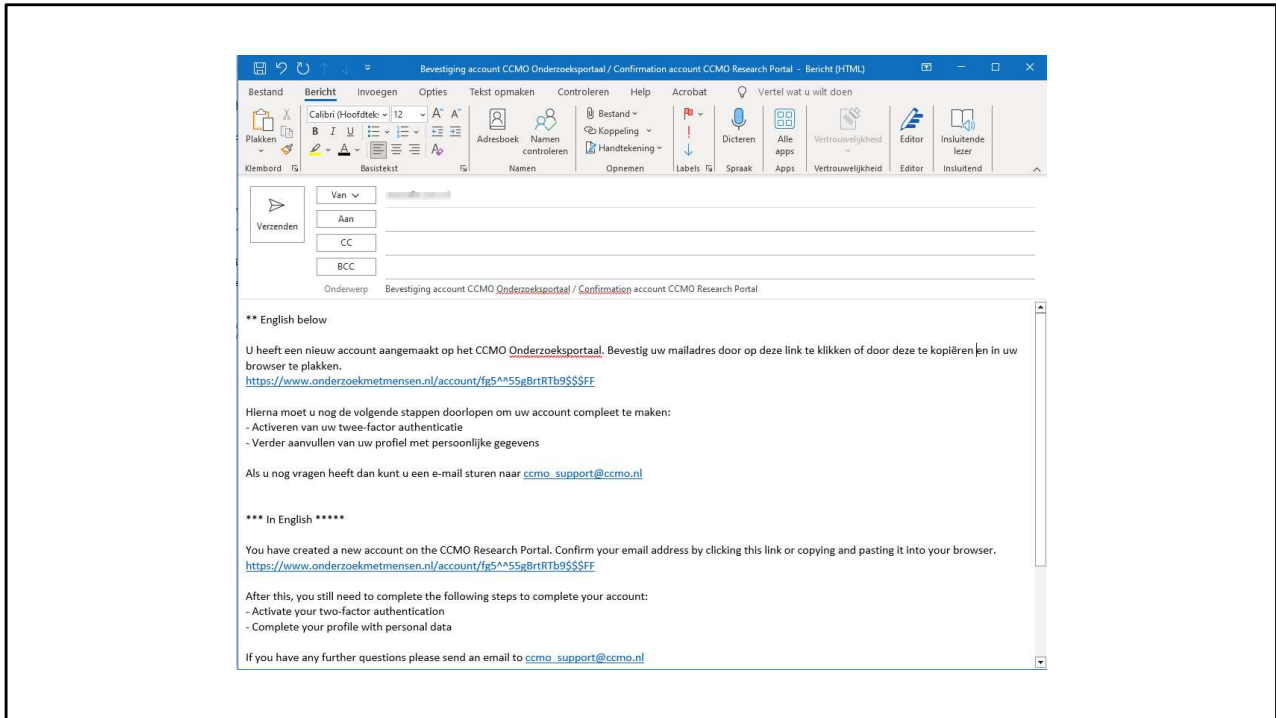 Bevestiging account CCMO Onderzoeksportaal / Confirmation account CCMO Research Portal - Bericht (HTML)
Bestand Bericht Invoegen Opties Tekst opmaken Controleren Help Acrobat Vertel wat u wilt doen
Calibri (Hoofdtek: 12 A A
B I U
Plakken
Adresboek
Namen controleren
Bestand
Koppeling
Handtekening
Dicteren
Alle apps
Vertrouwelijkheid
Editor
Insluitende lezer
Klembord Basistekst Namen Opnemen Labels Spraak Apps Vertrouwelijkheid Editor Insluitend
Verzenden
Van
Aan
CC
BCC
Onderwerp Bevestiging account CCMO Onderzoeksportaal / Confirmation account CCMO Research Portal
** English below
U heeft een nieuw account aangemaakt op het CCMO Onderzoeksportaal. Bevestig uw mailadres door op deze link te klikken of door deze te kopiëren en in uw
browser te plakken.
https://www.onderzoekmetmensen.nl/account/fg5^^55gBrtRTb9$$$FF
Hierna moet u nog de volgende stappen doorlopen om uw account compleet te maken:
- Activeren van uw twee-factor authenticatie
- Verder aanvullen van uw profiel met persoonlijke gegevens
Als u nog vragen heeft dan kunt u een e-mail sturen naar ccmo_support@ccmo.nl
*** In English *****
You have created a new account on the CCMO Research Portal. Confirm your email address by clicking this link or copying and pasting it into your browser.
https://www.onderzoekmetmensen.nl/account/fg5^^55gBrtRTb9$$$FF
After this, you still need to complete the following steps to complete your account:
- Activate your two-factor authentication
- Complete your profile with personal data
If you have any further questions please send an email to ccmo_support@ccmo.nl